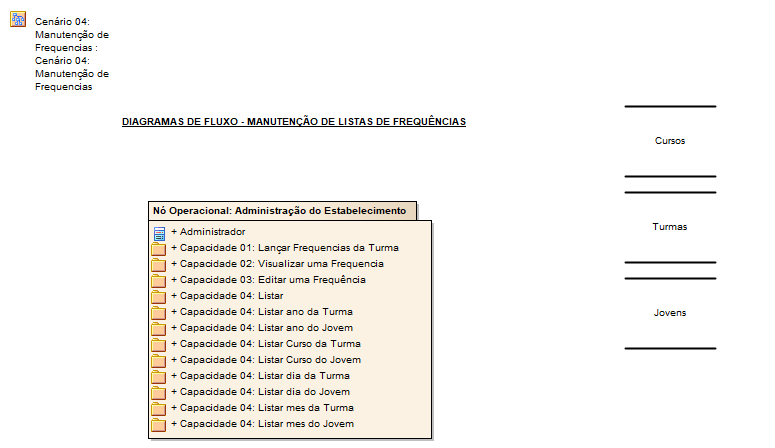 Cenário 04:
Manutenção de
Frequencias :
Cenário 04:
Manutenção de
Frequencias
DIAGRAMAS DE FLUXO - MANUTENÇÃO DE LISTAS DE FREQUÊNCIAS
Nó Operacional: Administração do Estabelecimento
+ Administrador
+ Capacidade 01: Lançar Frequencias da Turma
+ Capacidade 02: Visualizar uma Frequencia
+ Capacidade 03: Editar uma Frequência
+ Capacidade 04: Listar
+ Capacidade 04: Listar ano da Turma
+ Capacidade 04: Listar ano do Jovem
+ Capacidade 04: Listar Curso da Turma
+ Capacidade 04: Listar Curso do Jovem
+ Capacidade 04: Listar dia da Turma
+ Capacidade 04: Listar dia do Jovem
+ Capacidade 04: Listar mes da Turma
+ Capacidade 04: Listar mes do Jovem
Cursos
Turmas
Jovens